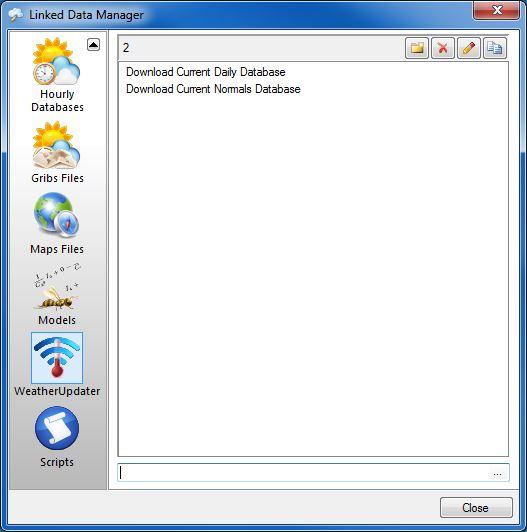 Linked Data Manager
Hourly
Databases
Gribs Files
Maps Files
Models
WeatherUpdater
Scripts
2
Download Current Daily Database
Download Current Normals Database
...
Close